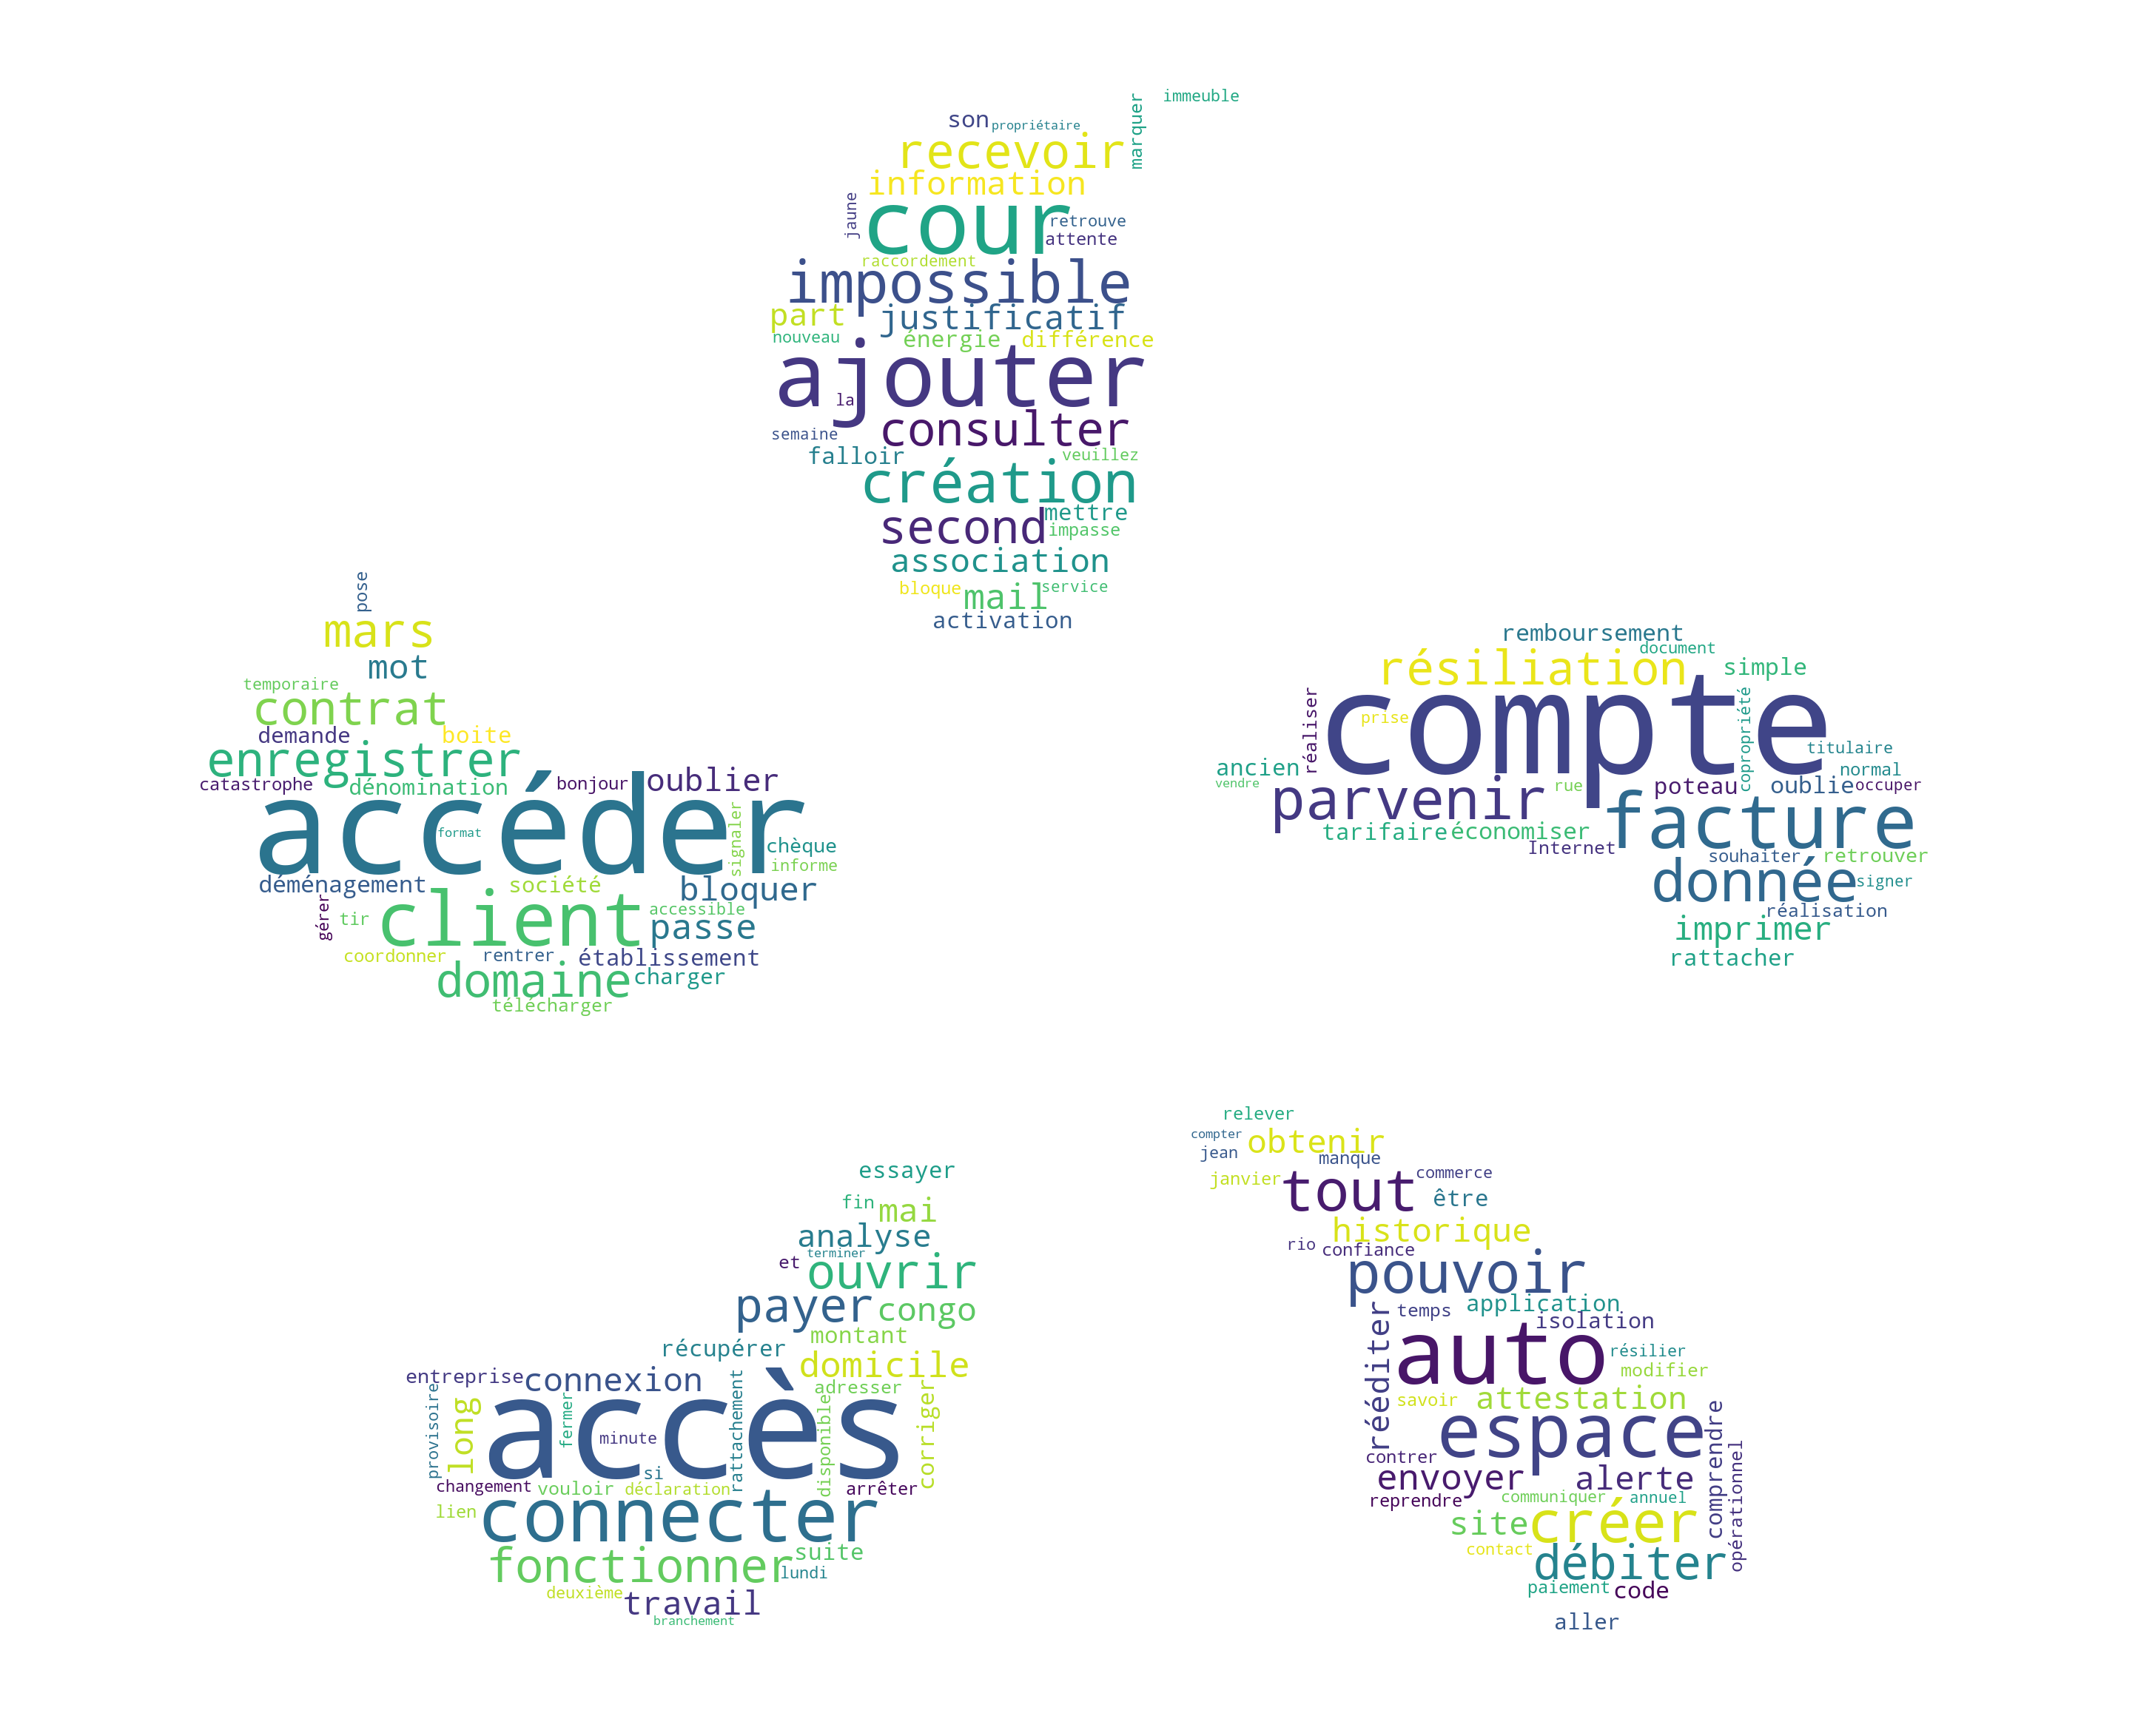 immeuble
marquer
son
propriétaire
recevoir
information
jaune
cour
retrouve
attente
raccordement
impossible
part
justificatif
nouveau
énergie
différence
ajouter
la
consulter
semaine
falloir
veuillez
création
second
mettre
impasse
association
bloque
mail
service
activation
pose
mars
mot
temporaire
contrat
demande
boite
enregistrer
catastrophe
dénomination
bonjour
oublier
accéder
format
signaler
chèque
informe
déménagement
société
bloquer
gérer
tir
client
accessible
passe
coordonner
rentrer
établissement
domaine
charger
télécharger
remboursement
document
résiliation
simple
réaliser
prise
compte
copropriété
titulaire
ancien
normal
vendre
parvenir
rue
poteau
oublie
occuper
tarifaire
économiser
facture
Internet
souhaiter
retrouver
donnée
signer
réalisation
imprimer
rattacher
essayer
fin
mai
analyse
et
terminer
ouvrir
payer
congo
montant
récupérer
domicile
entreprise
connexion
adresser
provisoire
long
fermer
accès
minute
rattachement
disponible
corriger
si
changement
vouloir
déclaration
arrêter
lien
connecter
fonctionner
suite
lundi
deuxième
travail
branchement
relever
compter
obtenir
jean
manque
janvier
tout
commerce
être
historique
rio
confiance
pouvoir
temps
application
isolation
rééditer
auto
résilier
modifier
savoir
attestation
espace
comprendre
contrer
envoyer
alerte
opérationnel
reprendre
communiquer
annuel
site
créer
contact
débiter
paiement
code
aller